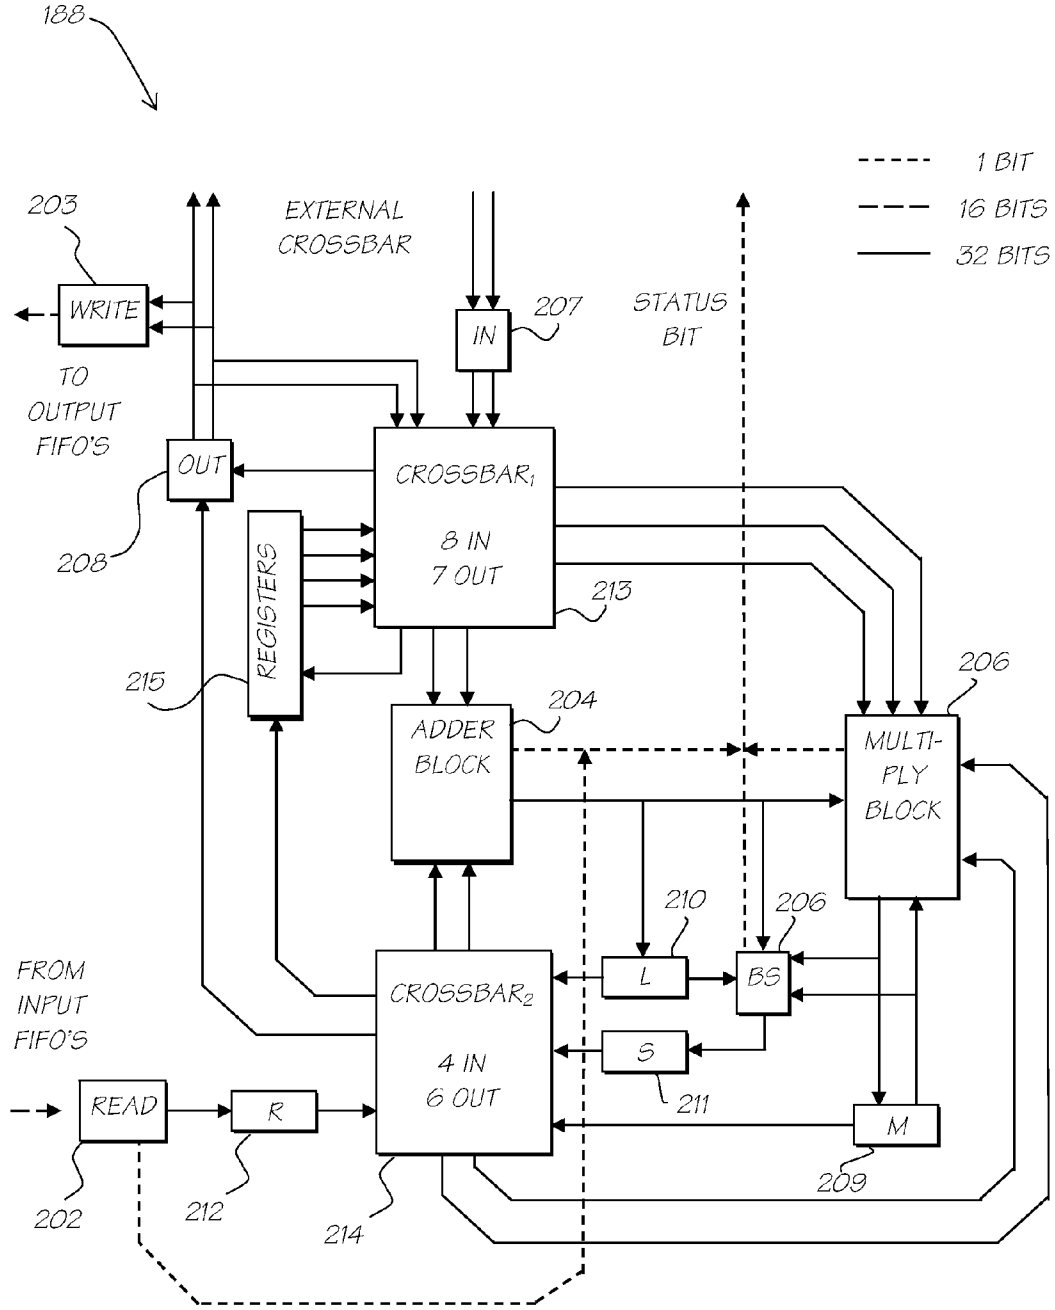 188
1 BIT
16 BITS
32 BITS
203
EXTERNAL
CROSSBAR
WRITE
207
IN
STATUS
BIT
TO
OUTPUT
FIFO'S
OUT
208
CROSSBAR1
8 IN
7 OUT
213
REGISTERS
215
206
204
ADDER
BLOCK
MULTI-
PLY
BLOCK
210
206
L
BS
FROM
INPUT
FIFO'S
CROSSBAR2
4 IN
6 OUT
S
211
READ
R
M
209
202
212
214